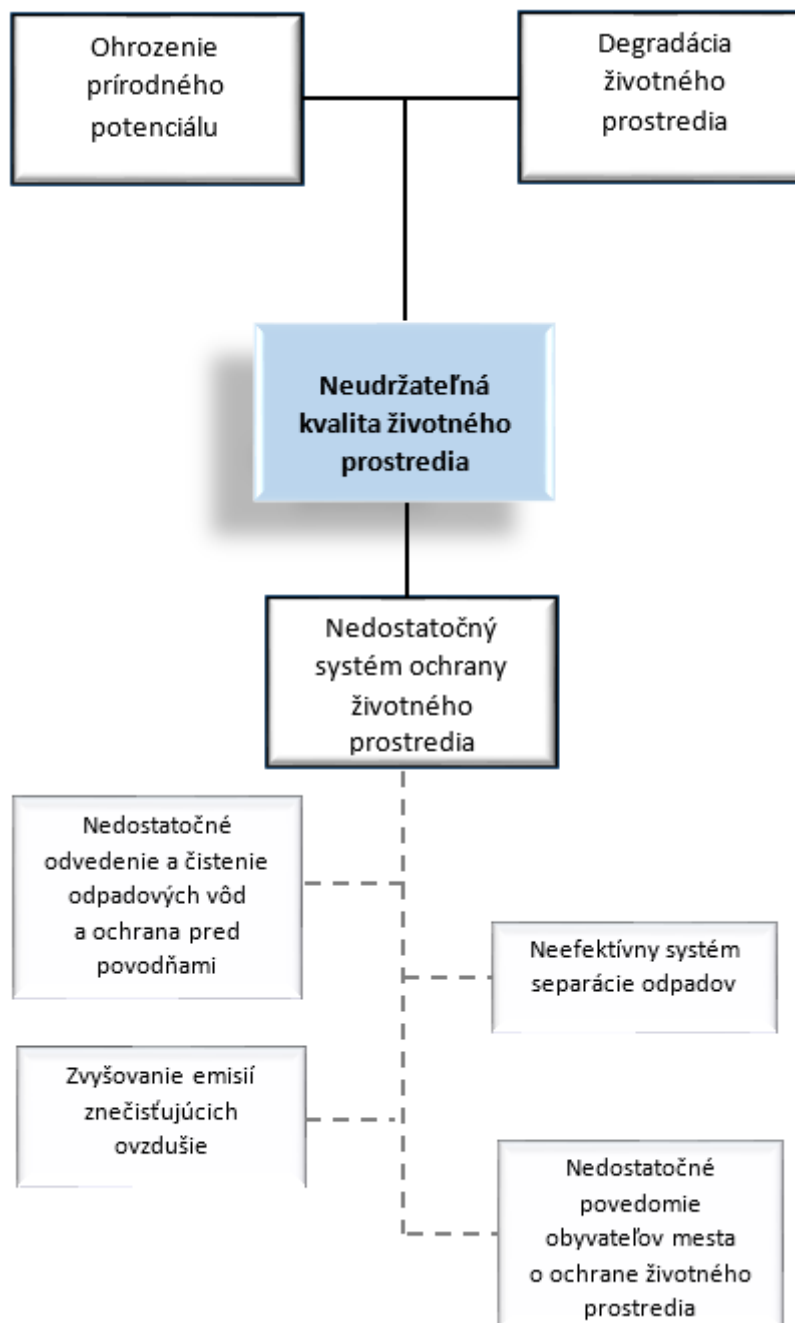 Ohrozenie
prírodného
potenciálu
Degradácia
životného
prostredia
Neudržateľná
kvalita životného
prostredia
Nedostatočný
systém ochrany
životného
prostredia
Nedostatočné
odvedenie a čistenie
odpadových vôd
a ochrana pred
povodňami
Neefektívny systém
separácie odpadov
Zvyšovanie emisií
znečisťujúcich
ovzdušie
Nedostatočné
povedomie
obyvateľov mesta
o ochrane životného
prostredia